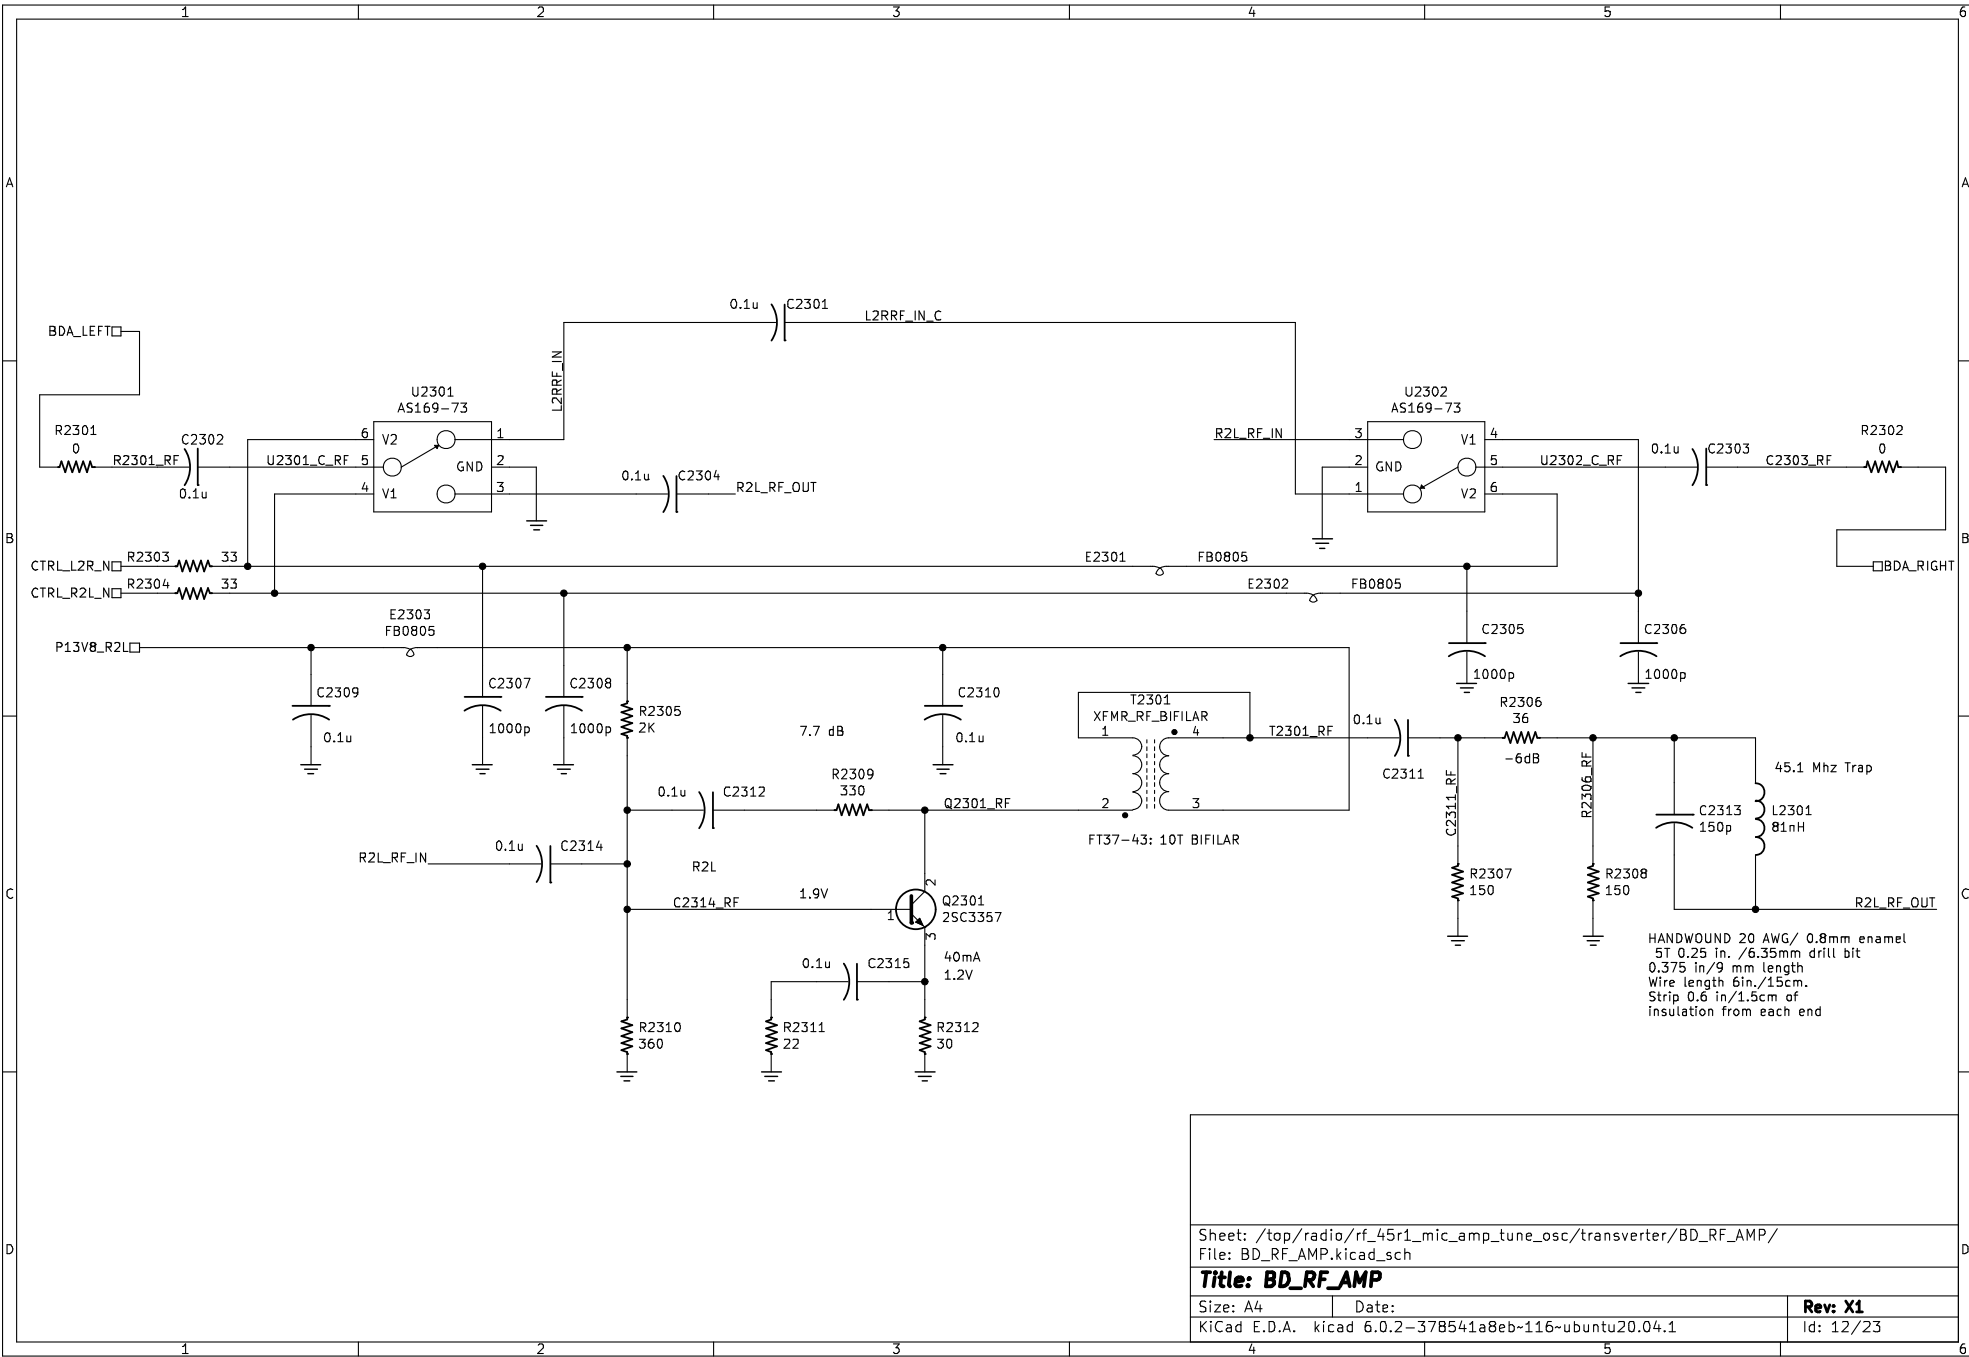 1 2 3 4 5 6
A A
B B
C C
D D
1 2 3 4 5 6
0.1u C2301
L2RRF_IN_C
BDA_LEFT
L2RRF_IN
U2301
AS169-73
U2302
AS169-73
R2301
0
R2301_RF
C2302
0.1u
U2301_C_RF
6 V2 1
5 GND 2
4 V1 3
0.1u C2304
R2L_RF_OUT
R2L_RF_IN
3 V1 4
2 GND 5
1 V2 6
U2302_C_RF
0.1u C2303
C2303_RF
R2302
0
CTRL_L2R_N R2303 33
E2301 FB0805
BDA_RIGHT
CTRL_R2L_N R2304 33
E2302 FB0805
E2303
FB0805
P13V8_R2L
C2305
1000p
C2306
1000p
C2309
0.1u
C2307
1000p
C2308
1000p
R2305
2K
7.7 dB
C2310
0.1u
T2301
XFMR_RF_BIFILAR
1 4
2 3
T2301_RF
0.1u
C2311
R2306
36
-6dB
C2311_RF
R2306_RF
45.1 Mhz Trap
C2313
150p
L2301
81nH
0.1u C2312
R2309
330
Q2301_RF
FT37-43: 10T BIFILAR
R2L_RF_IN
0.1u C2314
R2L
R2307
150
R2308
150
C2314_RF
1.9V
1
2
3
Q2301
2SC3357
R2L_RF_OUT
HANDWOUND 20 AWG/ 0.8mm enamel
5T 0.25 in. /6.35mm drill bit
0.375 in/9 mm length
Wire length 6in./15cm.
Strip 0.6 in/1.5cm of
insulation from each end
40mA
1.2V
0.1u C2315
R2310
360
R2311
22
R2312
30
Sheet: /top/radio/rf_45r1_mic_amp_tune_osc/transverter/BD_RF_AMP/
File: BD_RF_AMP.kicad_sch
Title: BD_RF_AMP
Size: A4 Date: Rev: X1
KiCad E.D.A. kicad 6.0.2-378541a8eb~116~ubuntu20.04.1 Id: 12/23